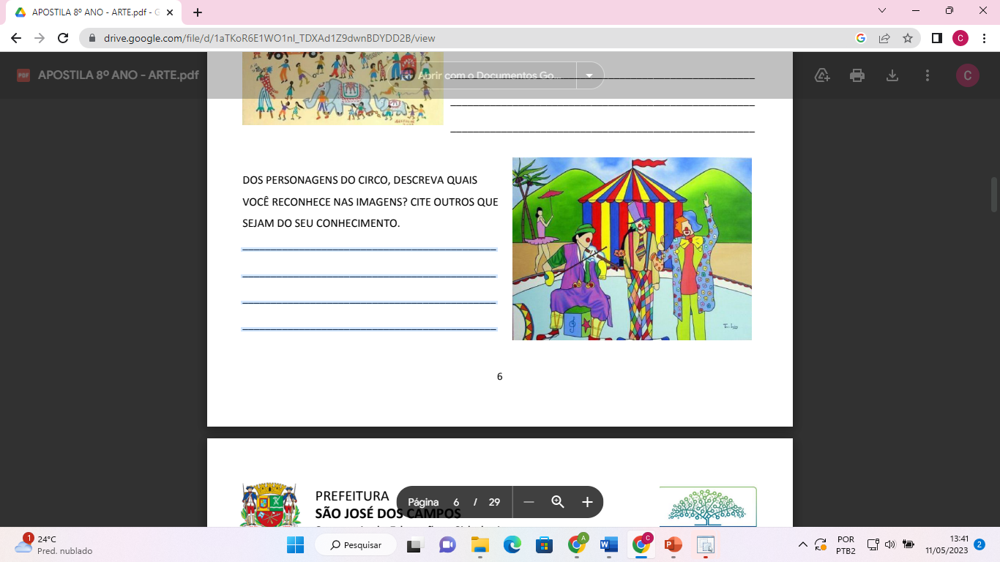 APOSTILA 8º ANO - ARTE.pdf - G
drive.google.com/file/d/1aTKoR6E1WO1nl_TDXAd1Z9dwnBDYDD2B/view
PDF APOSTILA 8º ANO - ARTE.pdf
Abrir com o Documentos Go...
C
DOS PERSONAGENS DO CIRCO, DESCREVA QUAIS
VOCÊ RECONHECE NAS IMAGENS? CITE OUTROS QUE
SEJAM DO SEU CONHECIMENTO.
6
PREFEITURA
SÃO JOSÉ DOS CAMPOS
Página 6 / 29
1
24°C
Pred. nublado
Pesquisar
A
C
POR
PTB2
13:41
11/05/2023
2